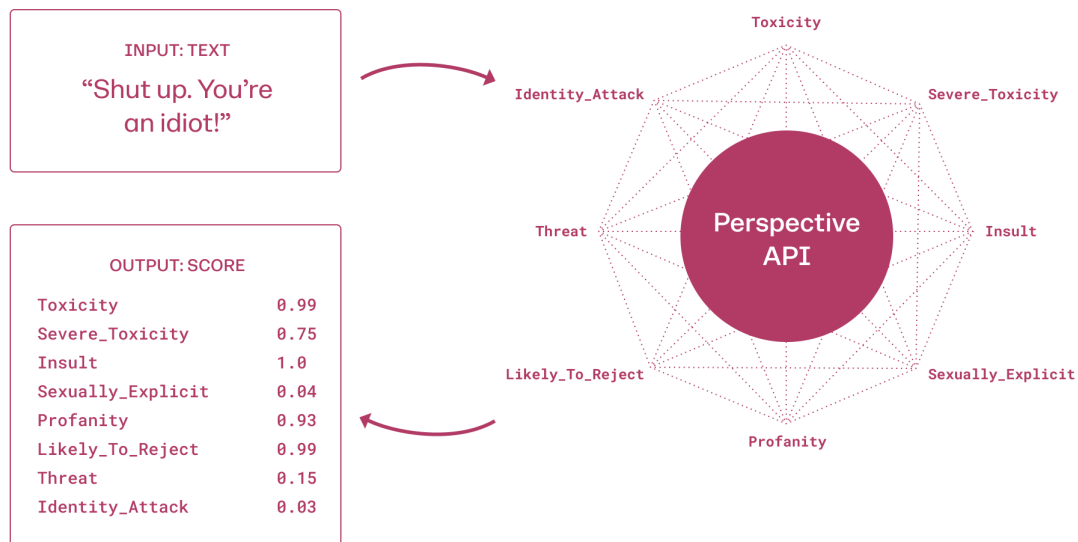 INPUT: TEXT
“Shut up. You’re
an idiot!”
OUTPUT: SCORE
Toxicity 0.99
Severe_Toxicity 0.75
Insult 1.0
Sexually_Explicit 0.04
Profanity 0.93
Likely_To_Reject 0.99
Threat 0.15
Identity_Attack 0.03
Toxicity
Identity_Attack
Severe_Toxicity
Threat
Perspective
API
Insult
Likely_To_Reject
Sexually_Explicit
Profanity